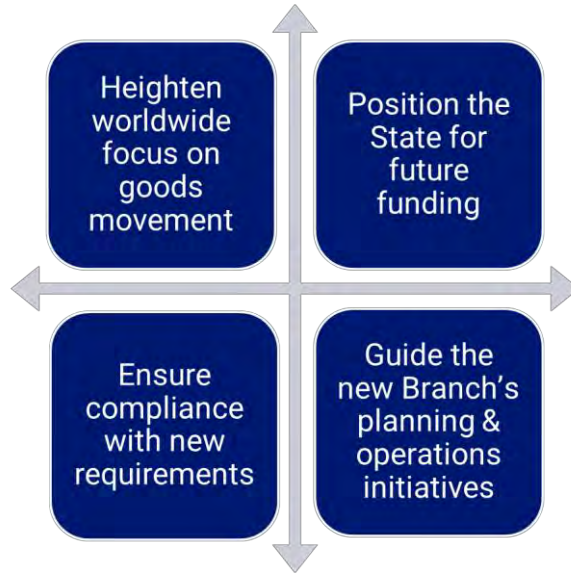 Heighten
worldwide
focus on
goods
movement
Position the
State for
future
funding
Ensure
compliance
with new
requirements
Guide the
new Branch's
planning &
operations
initiatives